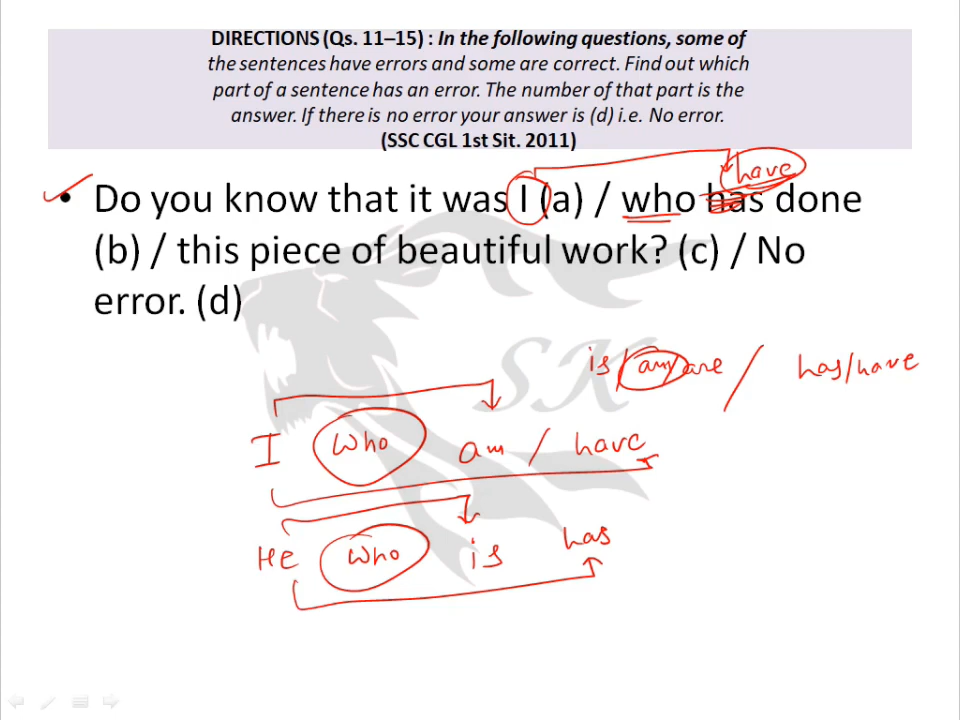 DIRECTIONS (Qs. 11–15) : In the following questions, some of
the sentences have errors and some are correct. Find out which
part of a sentence has an error. The number of that part is the
answer. If there is no error your answer is (d) i.e. No error.
(SSC CGL 1st Sit. 2011)
have
• Do you know that it was I (a) / who has done
(b) / this piece of beautiful work? (c) / No
error. (d)
is / am / are / has/have
SK
I who am / have
He who is has